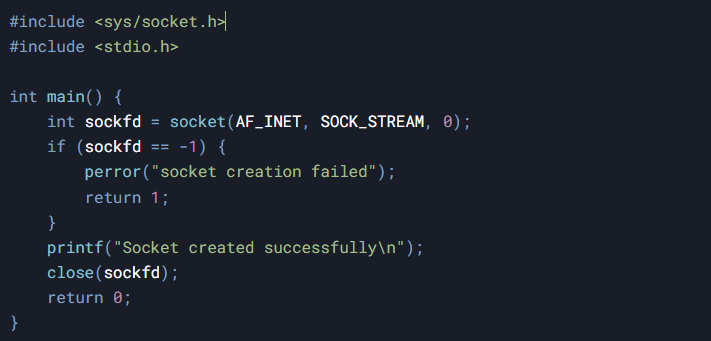 #include <sys/socket.h>
#include <stdio.h>

int main() {
    int sockfd = socket(AF_INET, SOCK_STREAM, 0);
    if (sockfd == -1) {
        perror("socket creation failed");
        return 1;
    }
    printf("Socket created successfully\n");
    close(sockfd);
    return 0;
}